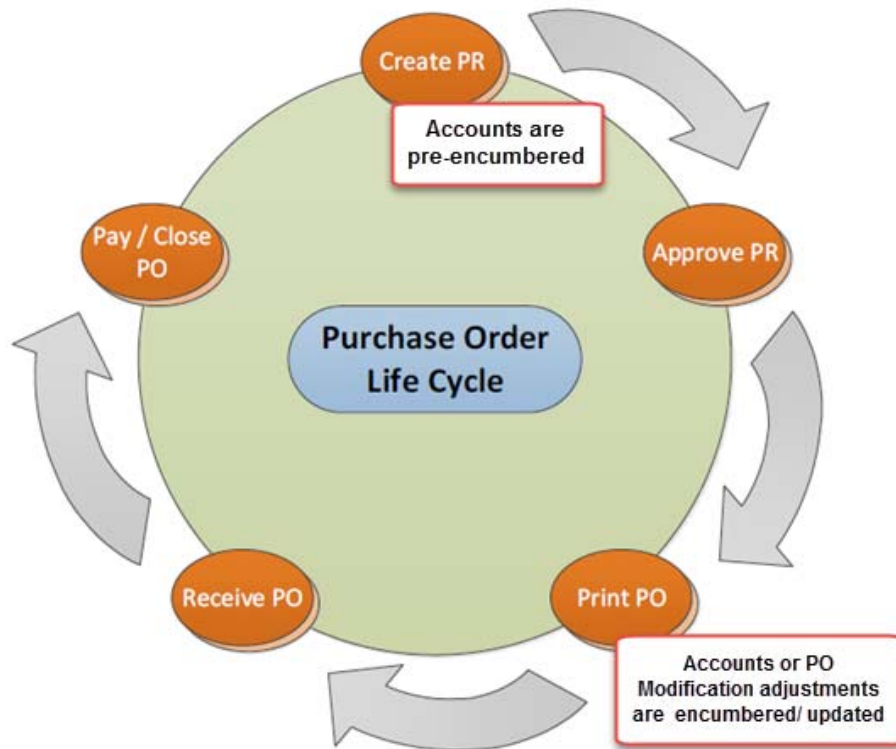 Create PR
Accounts are
pre-encumbered
Pay / Close
PO
Approve PR
Purchase Order
Life Cycle
Receive PO
Print PO
Accounts or PO
Modification adjustments
are encumbered/ updated